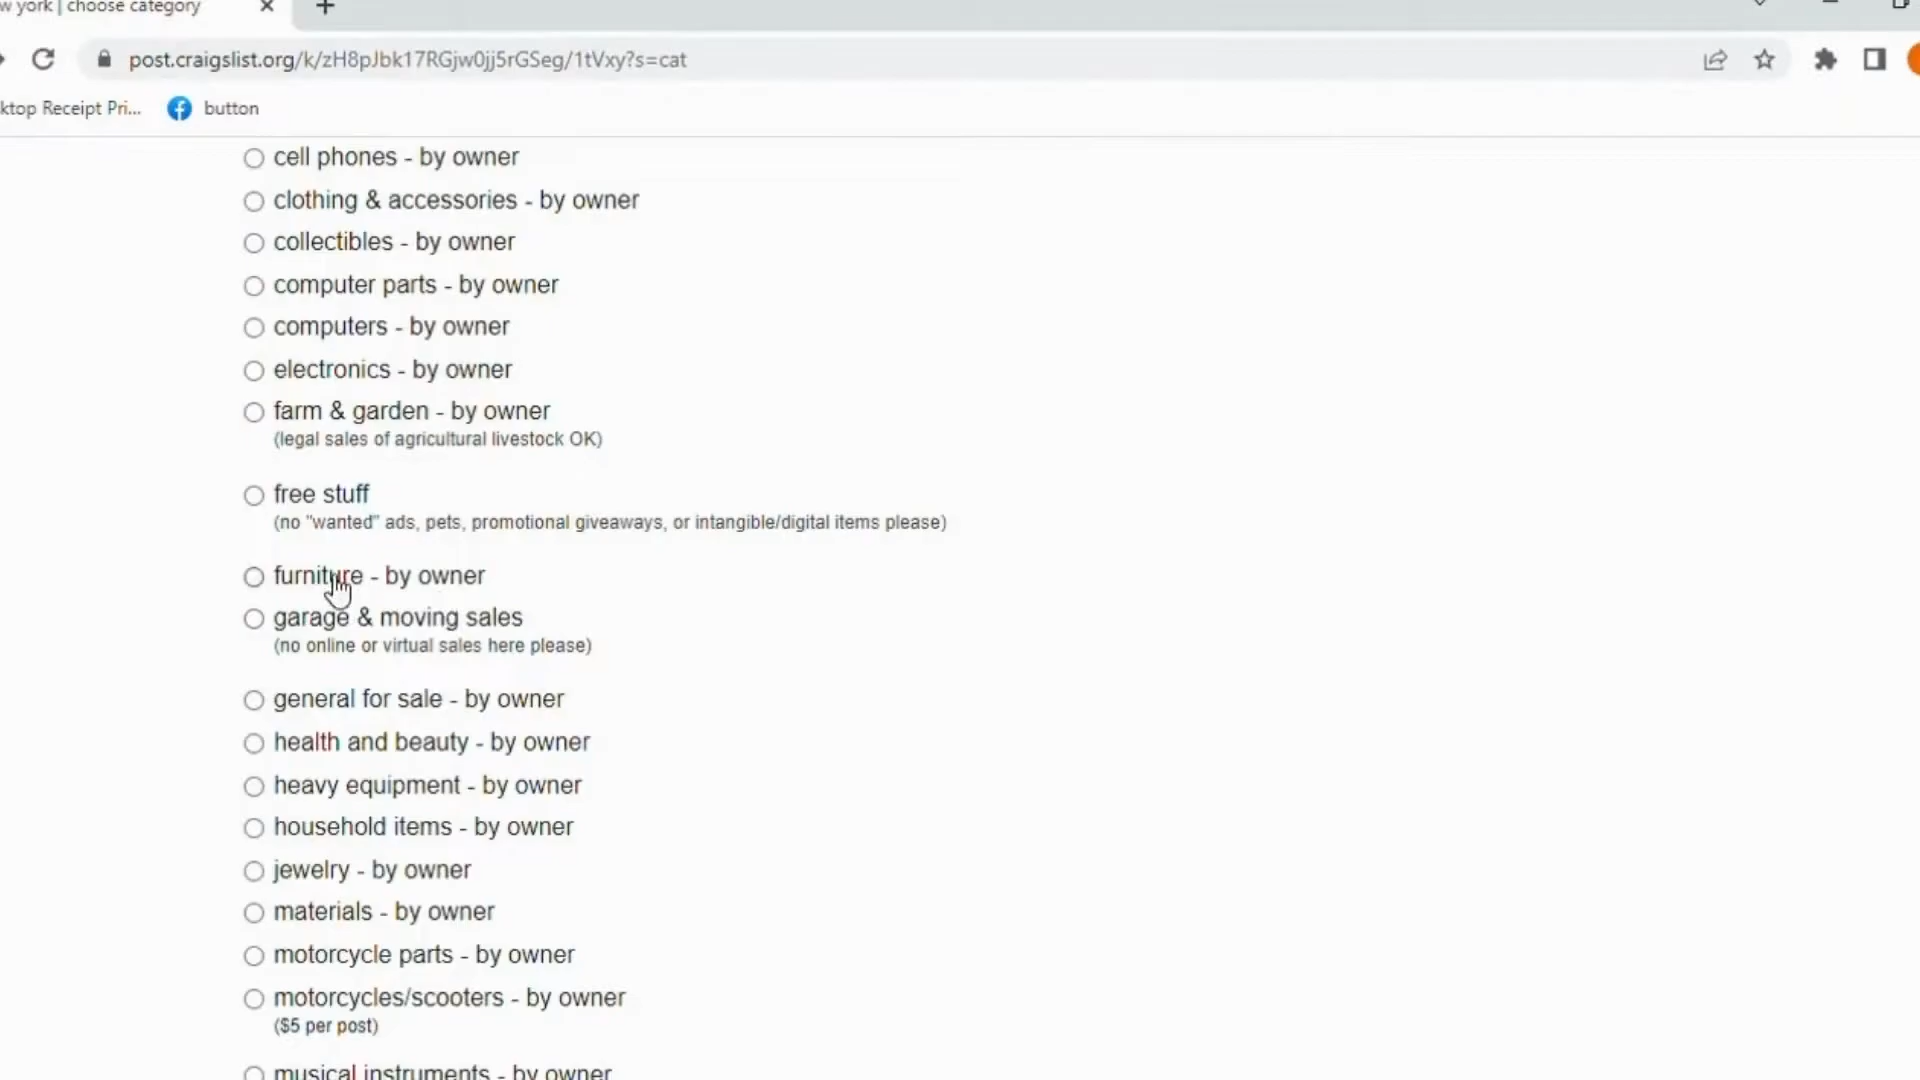 w york | choose category
post.craigslist.org/k/zH8pJbk17RGjw0jj5rGSeg/1tVxy?s=cat
ktop Receipt Pri... button
cell phones - by owner
clothing & accessories - by owner
collectibles - by owner
computer parts - by owner
computers - by owner
electronics - by owner
farm & garden - by owner
(legal sales of agricultural livestock OK)
free stuff
(no "wanted" ads, pets, promotional giveaways, or intangible/digital items please)
furniture - by owner
garage & moving sales
(no online or virtual sales here please)
general for sale - by owner
health and beauty - by owner
heavy equipment - by owner
household items - by owner
jewelry - by owner
materials - by owner
motorcycle parts - by owner
motorcycles/scooters - by owner
($5 per post)
musical instruments - by owner